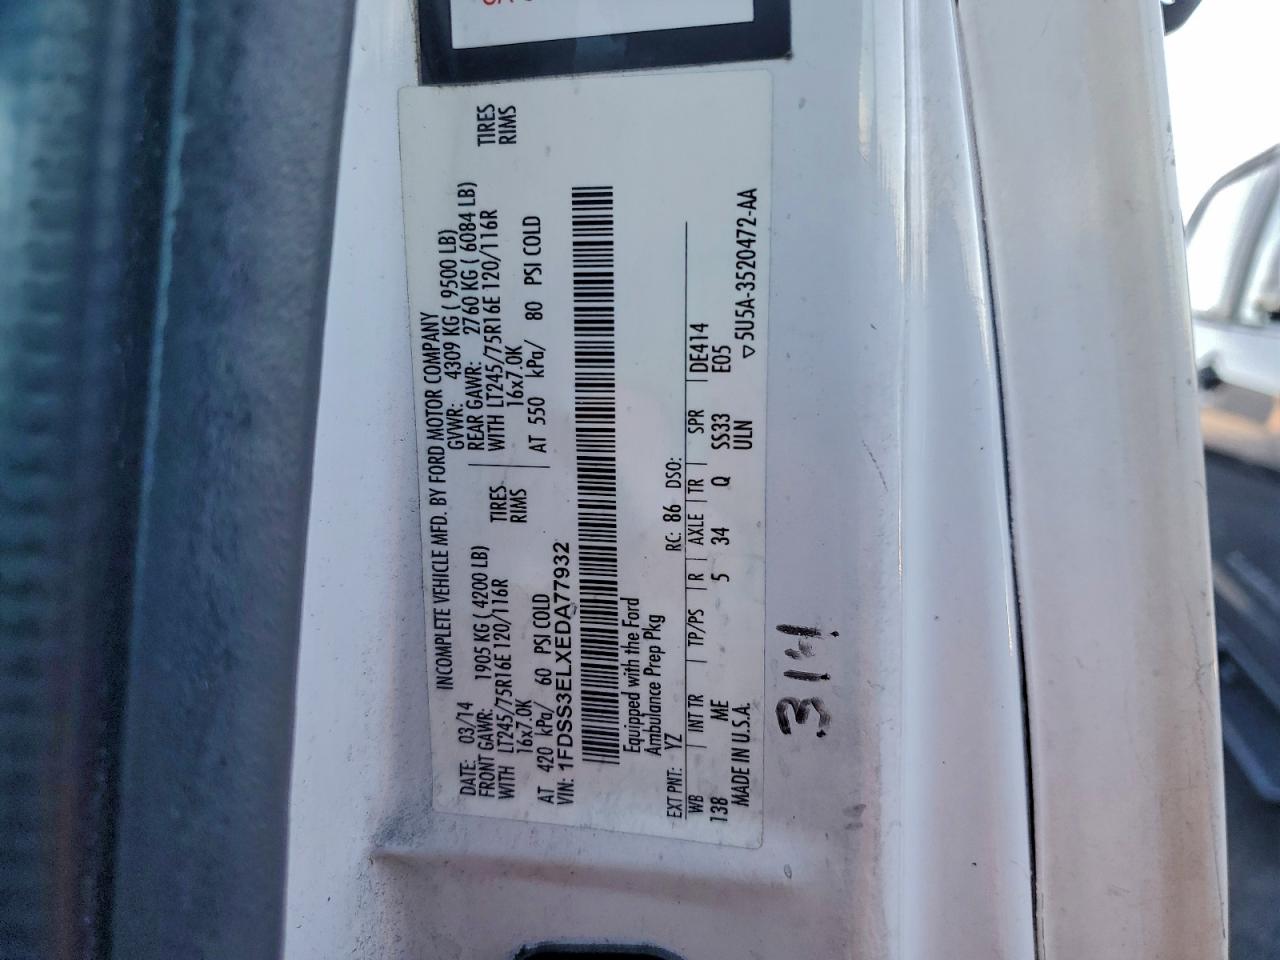 INCOMPLETE VEHICLE MFD. BY FORD MOTOR COMPANY
DATE: 03/14 GVWR: 4309 KG ( 9500 LB)
FRONT GAWR: 1905 KG ( 4200 LB) REAR GAWR: 2760 KG ( 6084 LB)
WITH LT245/75R16E 120/116R TIRES WITH LT245/75R16E 120/116R TIRES
16x7.0K RIMS 16x7.0K RIMS
AT 420 kPa/ 60 PSI COLD AT 550 kPa/ 80 PSI COLD
VIN: 1FDSS3ELXEDA77932
Equipped with the Ford
Ambulance Prep Pkg
EXT PNT: YZ RC: 86 DSO:
WB INT TR TP/PS R AXLE TR SPR DE414
138 ME 5 34 Q SS33 E05
MADE IN U.S.A. ULN
▽5U5A-3520472-AA
314